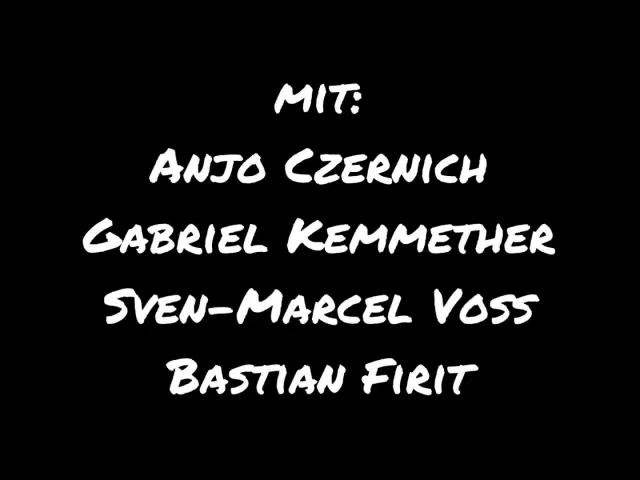 mit:
Anjo Czernich
Gabriel Kemmether
Sven-Marcel Voss
Bastian Firit